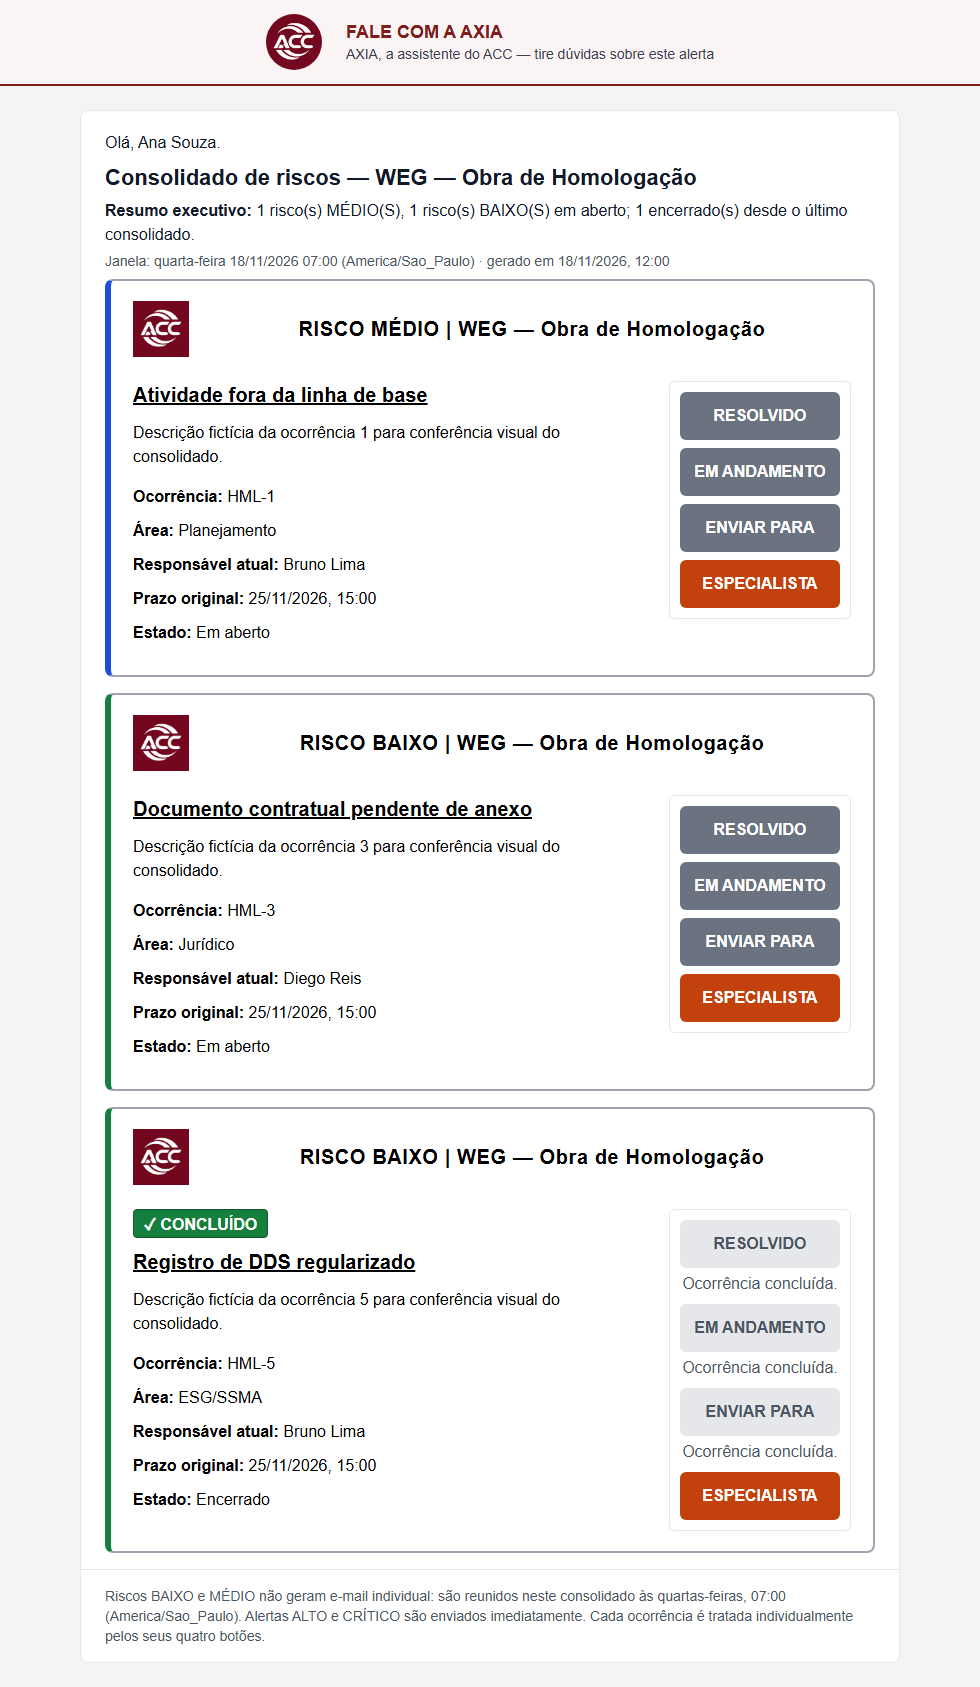 ACC
FALE COM A AXIA
AXIA, a assistente do ACC — tire dúvidas sobre este alerta
Olá, Ana Souza.
Consolidado de riscos — WEG — Obra de Homologação
Resumo executivo: 1 risco(s) MÉDIO(S), 1 risco(s) BAIXO(S) em aberto; 1 encerrado(s) desde o último
consolidado.
Janela: quarta-feira 18/11/2026 07:00 (America/Sao_Paulo) · gerado em 18/11/2026, 12:00
ACC
RISCO MÉDIO | WEG — Obra de Homologação
Atividade fora da linha de base
Descrição fictícia da ocorrência 1 para conferência visual do
consolidado.
Ocorrência: HML-1
Área: Planejamento
Responsável atual: Bruno Lima
Prazo original: 25/11/2026, 15:00
Estado: Em aberto
RESOLVIDO
EM ANDAMENTO
ENVIAR PARA
ESPECIALISTA
ACC
RISCO BAIXO | WEG — Obra de Homologação
Documento contratual pendente de anexo
Descrição fictícia da ocorrência 3 para conferência visual do
consolidado.
Ocorrência: HML-3
Área: Jurídico
Responsável atual: Diego Reis
Prazo original: 25/11/2026, 15:00
Estado: Em aberto
RESOLVIDO
EM ANDAMENTO
ENVIAR PARA
ESPECIALISTA
ACC
RISCO BAIXO | WEG — Obra de Homologação
✓ CONCLUÍDO
Registro de DDS regularizado
Descrição fictícia da ocorrência 5 para conferência visual do
consolidado.
Ocorrência: HML-5
Área: ESG/SSMA
Responsável atual: Bruno Lima
Prazo original: 25/11/2026, 15:00
Estado: Encerrado
RESOLVIDO
Ocorrência concluída.
EM ANDAMENTO
Ocorrência concluída.
ENVIAR PARA
Ocorrência concluída.
ESPECIALISTA
Riscos BAIXO e MÉDIO não geram e-mail individual: são reunidos neste consolidado às quartas-feiras, 07:00
(America/Sao_Paulo). Alertas ALTO e CRÍTICO são enviados imediatamente. Cada ocorrência é tratada individualmente
pelos seus quatro botões.